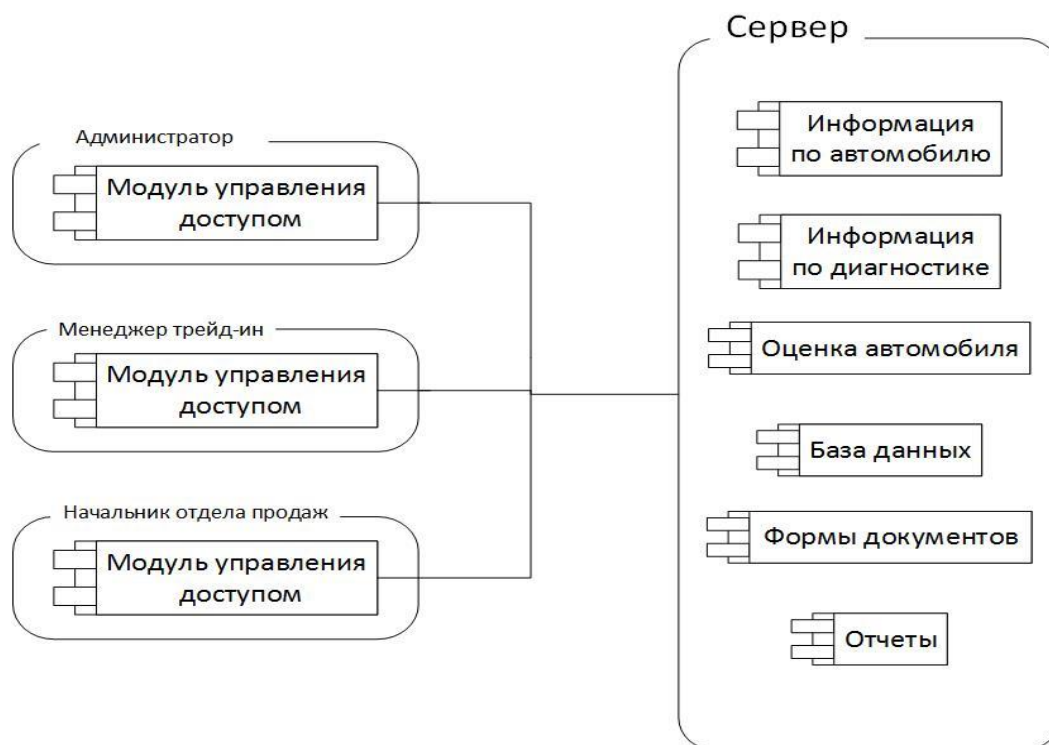 Администратор
Модуль управления
доступом
Менеджер трейд-ин
Модуль управления
доступом
Начальник отдела продаж
Модуль управления
доступом
Сервер
Информация
по автомобилю
Информация
по диагностике
Оценка автомобиля
База данных
Формы документов
Отчеты